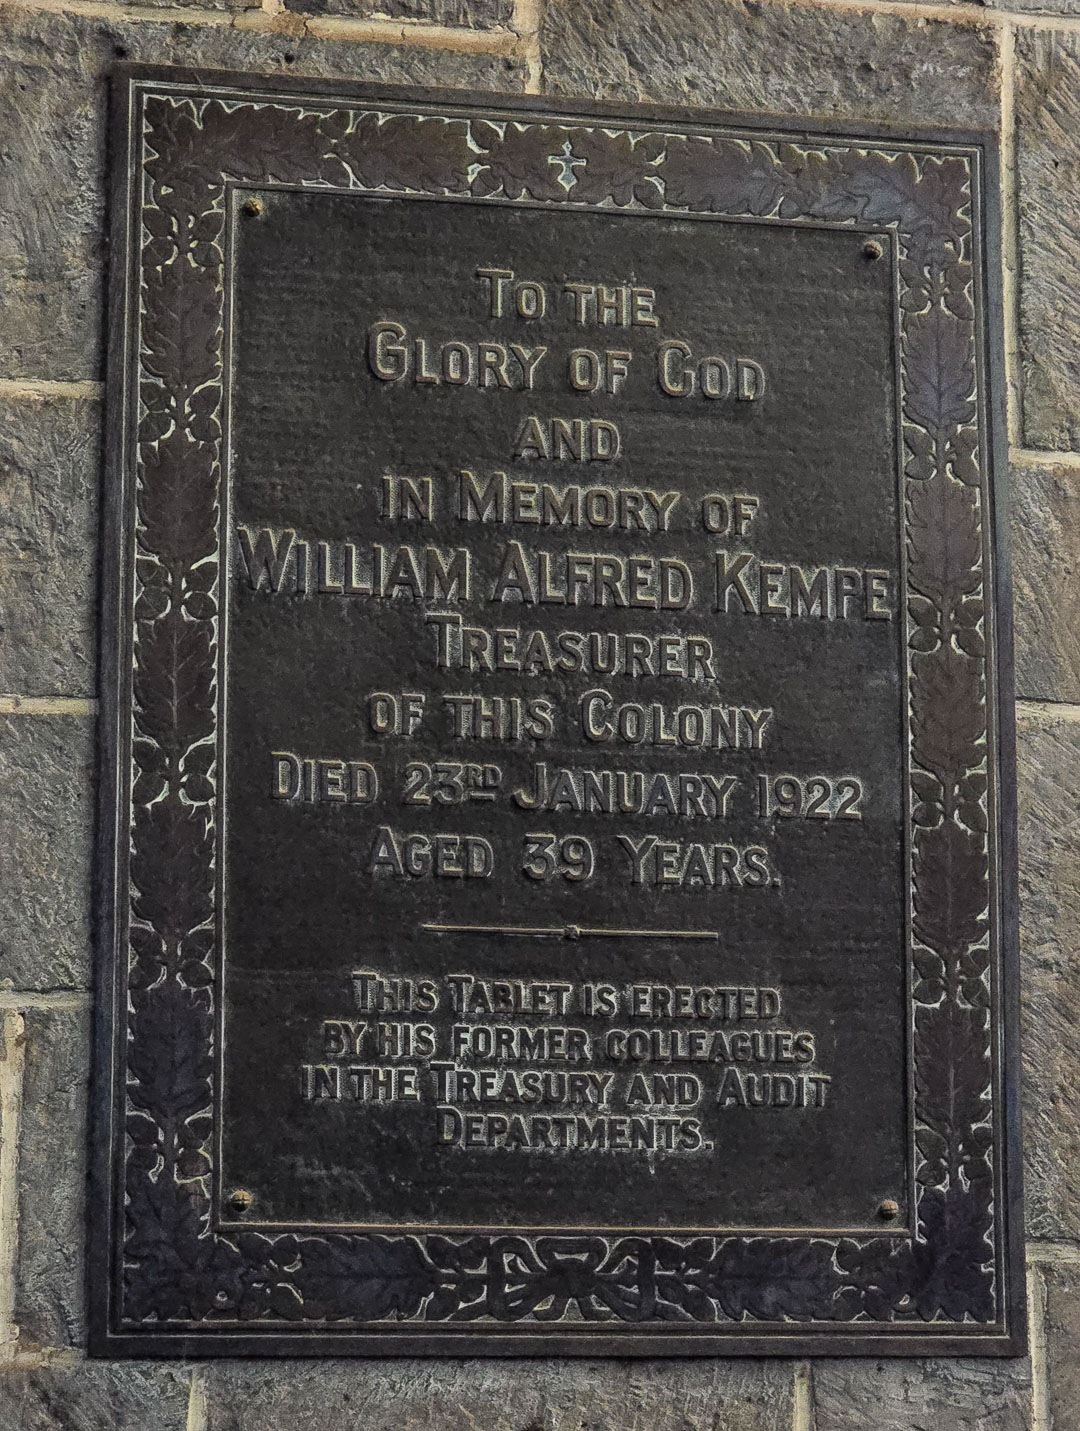 To the
Glory of God
and
in Memory of
William Alfred Kempe
Treasurer
of this Colony
Died 23rd January 1922
Aged 39 Years.
This Tablet is erected
by his former colleagues
in the Treasury and Audit
Departments.